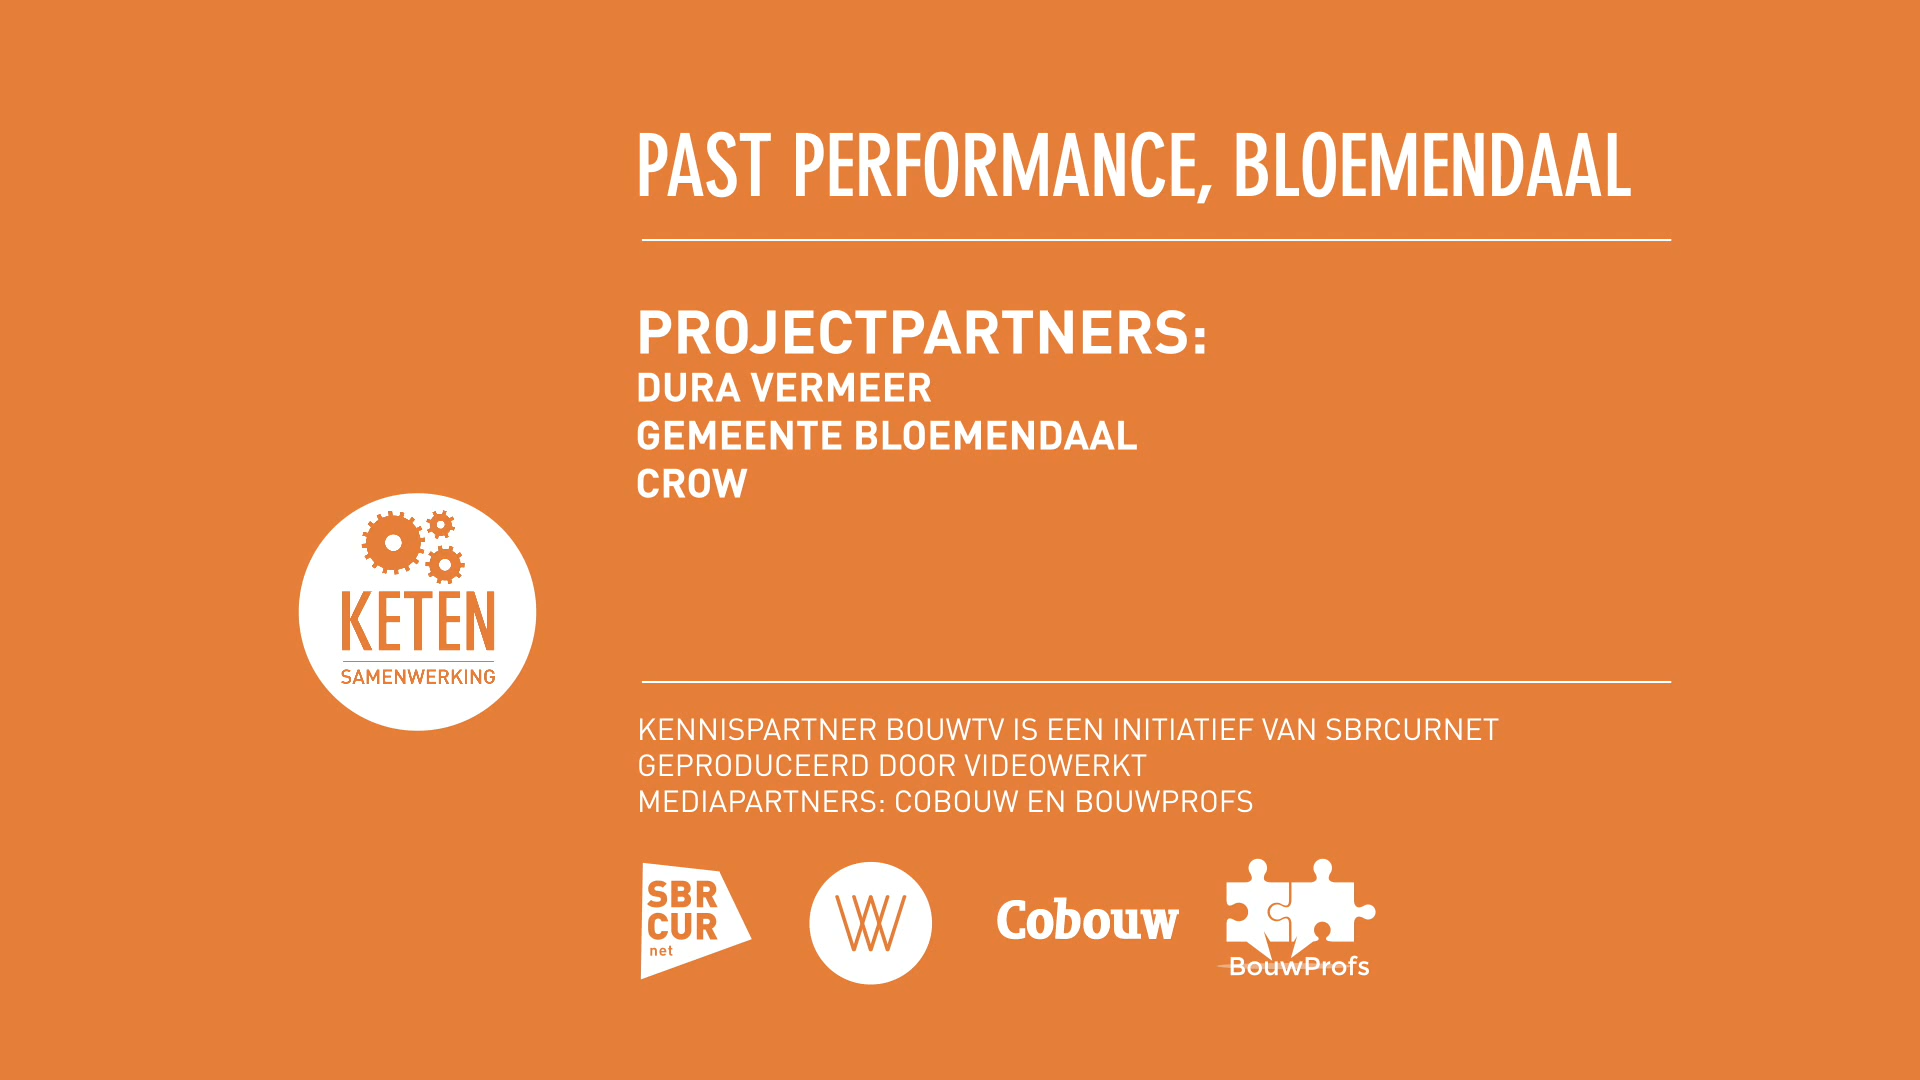 PAST PERFORMANCE, BLOEMENDAAL
PROJECTPARTNERS:
DURA VERMEER
GEMEENTE BLOEMENDAAL
CROW
KETEN
SAMENWERKING
KENNISPARTNER BOUWTV IS EEN INITIATIEF VAN SBRCURNET
GEPRODUCEERD DOOR VIDEOWERKT
MEDIAPARTNERS: COBOUW EN BOUWPROFS
SBR
CUR
net
W
Cobouw
BouwProfs